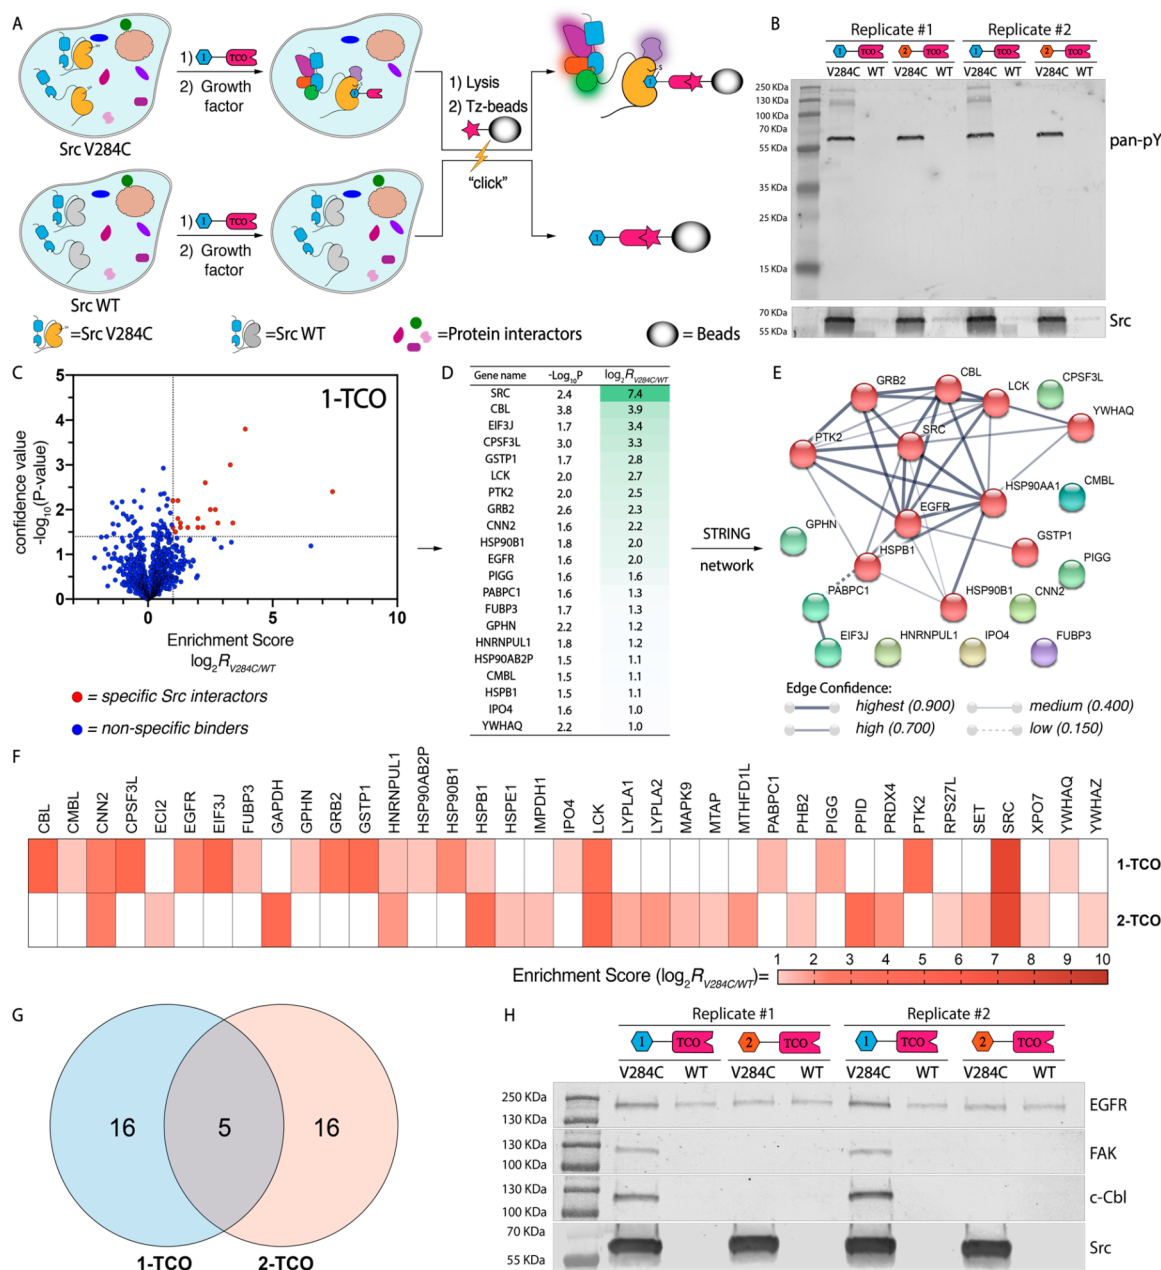 A
1)
1
TCO
2) Growth
factor
Src V284C
1) Lysis
2) Tz-beads
"click"
S
1
1)
1
TCO
2) Growth
factor
Src WT
1
=Src V284C
=Src WT
=Protein interactors
= Beads
B
Replicate #1
Replicate #2
1 TCO
2 TCO
1 TCO
2 TCO
V284C WT V284C WT V284C WT V284C WT
250 KDa
130 KDa
100 KDa
70 KDa
55 KDa
35 KDa
25 KDa
15 KDa
pan-pY
70 KDa
55 KDa
Src
C
1-TCO
confidence value
-log10(P-value)
5
4
3
2
1
0
0 5 10
Enrichment Score
log2RV284C/WT
= specific Src interactors
= non-specific binders
D
Gene name -Log10P log2RV284C/WT
SRC 2.4 7.4
CBL 3.8 3.9
EIF3J 1.7 3.4
CPSF3L 3.0 3.3
GSTP1 1.7 2.8
LCK 2.0 2.7
PTK2 2.0 2.5
GRB2 2.6 2.3
CNN2 1.6 2.2
HSP90B1 1.8 2.0
EGFR 1.6 2.0
PIGG 1.6 1.6
PABPC1 1.6 1.3
FUBP3 1.7 1.3
GPHN 2.2 1.2
HNRNPUL1 1.8 1.2
HSP90AB2P 1.5 1.1
CMBL 1.5 1.1
HSPB1 1.5 1.1
IPO4 1.6 1.0
YWHAQ 2.2 1.0
STRING
network
E
GRB2
CBL
LCK
CPSF3L
YWHAQ
PTK2
SRC
HSP90AA1
CMBL
EGFR
GPHN
HSPB1
GSTP1
PIGG
PABPC1
HSP90B1
CNN2
EIF3J
HNRNPUL1
IPO4
FUBP3
Edge Confidence:
highest (0.900)
medium (0.400)
high (0.700)
low (0.150)
F
CBL
CMBL
CNN2
CPSF3L
ECI2
EGFR
EIF3J
FUBP3
GAPDH
GPHN
GRB2
GSTP1
HNRNPUL1
HSP90AB2P
HSP90B1
HSPB1
HSPE1
IMPDH1
IPO4
LCK
LYPLA1
LYPLA2
MAPK9
MTAP
MTHFD1L
PABPC1
PHB2
PIGG
PPID
PRDX4
PTK2
RPS27L
SET
SRC
XPO7
YWHAQ
YWHAZ
1-TCO
2-TCO
Enrichment Score (log2RV284C/WT)=
1 2 3 4 5 6 7 8 9 10
G
16 5 16
1-TCO 2-TCO
H
Replicate #1
Replicate #2
1 TCO
2 TCO
1 TCO
2 TCO
V284C WT V284C WT V284C WT V284C WT
250 KDa
130 KDa
EGFR
130 KDa
100 KDa
FAK
130 KDa
100 KDa
c-Cbl
70 KDa
55 KDa
Src